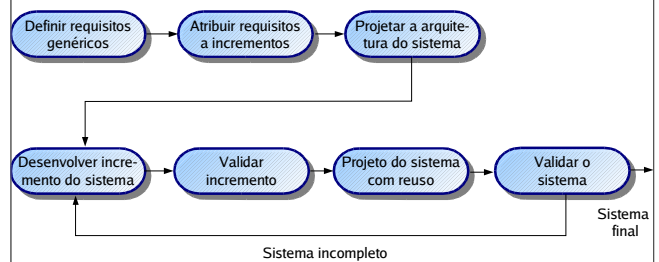 Definir requisitos
genéricos
Atribuir requisitos
a incrementos
Projetar a arquite-
tura do sistema
Desenvolver incre-
mento do sistema
Validar
incremento
Projeto do sistema
com reuso
Validar o
sistema
Sistema
final
Sistema incompleto